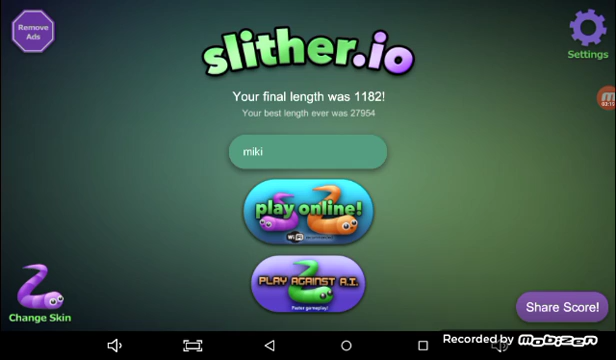 Remove
Ads
slither.io
Settings
Your final length was 1182!
Your best length ever was 27954
miki
play online!
PLAY AGAINST A.I.
Faster gameplay!
Change Skin
Share Score!
Recorded by mobizen